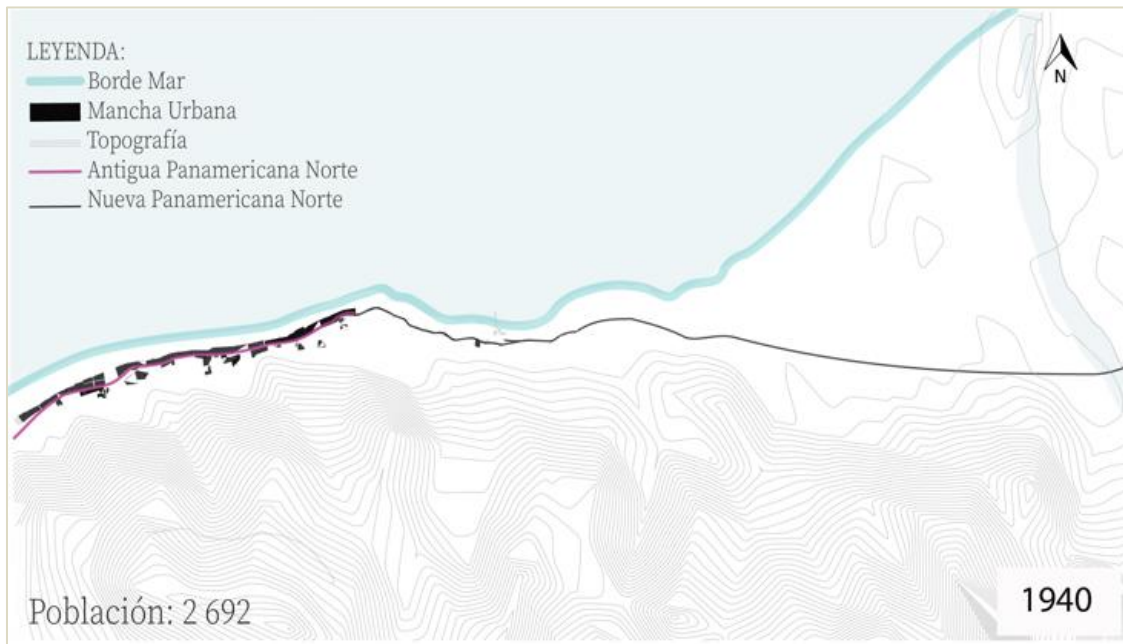 LEYENDA:
Borde Mar
Mancha Urbana
Topografía
Antigua Panamericana Norte
Nueva Panamericana Norte
N
Población: 2 692
1940